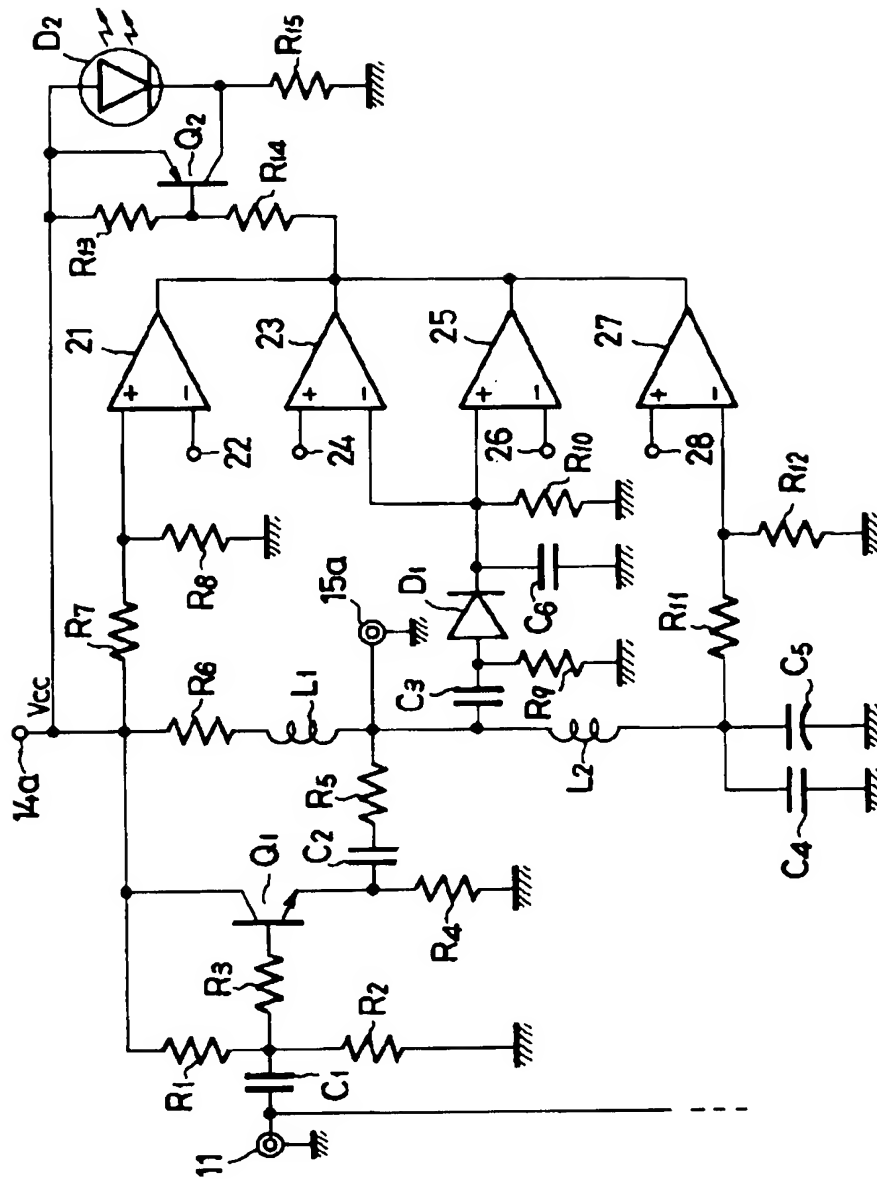 14a
Vcc
D2
Q2
R13
R14
R15
21
+
-
22
23
+
-
24
25
+
-
26
27
+
-
28
R7
R8
R6
L1
15a
C3
D1
R9
C6
R10
L2
R11
R12
C4
C5
R5
C2
Q1
R4
R3
R1
R2
C1
11